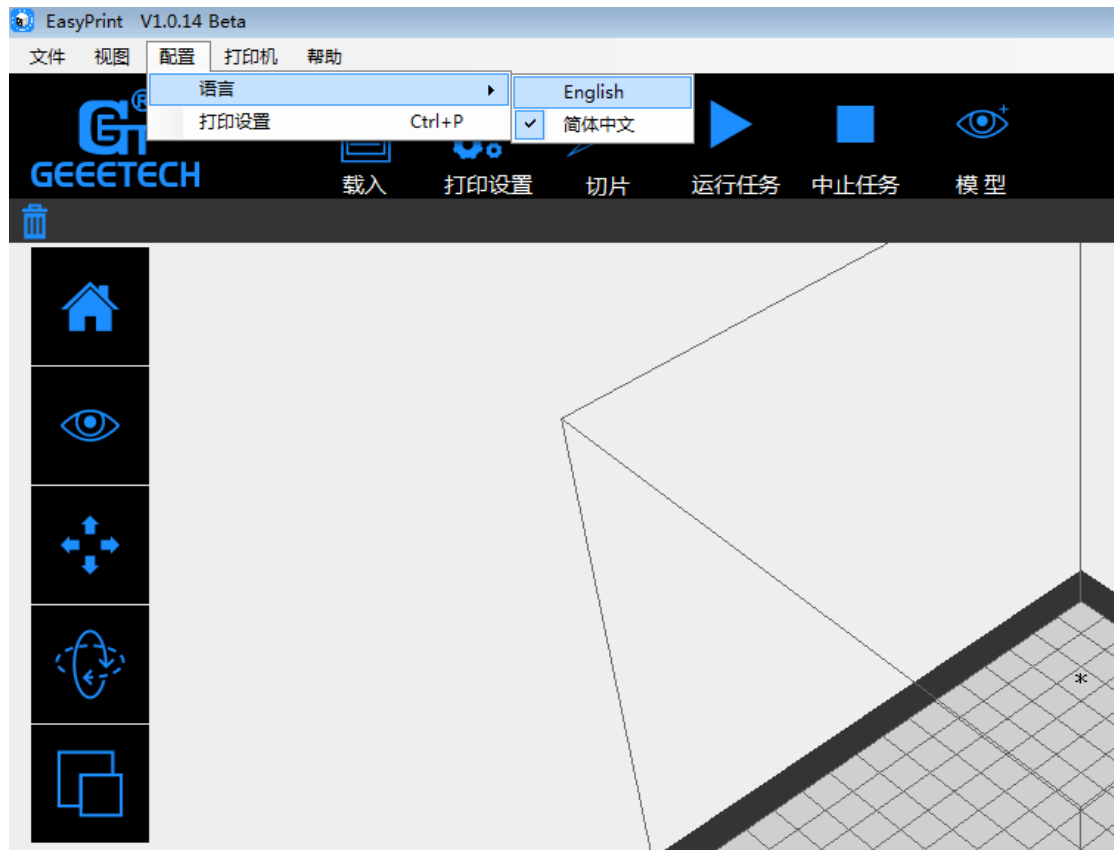 EasyPrint V1.0.14 Beta
文件 视图 配置 打印机 帮助
语言 English
打印设置 Ctrl+P 简体中文
GEEETECH
载入 打印设置 切片 运行任务 中止任务 模型